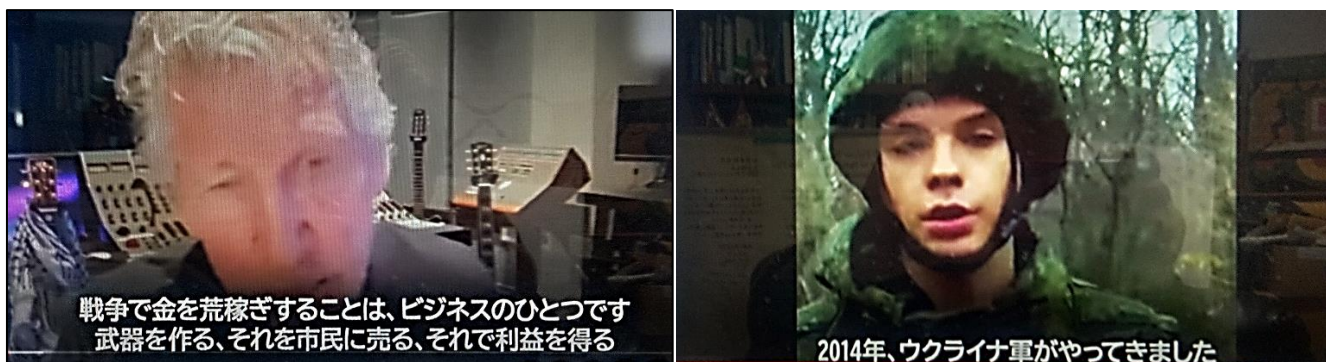 戦争で金を荒稼ぎすることは、ビジネスのひとつです
武器を作る、それを市民に売る、それで利益を得る
2014年、ウクライナ軍がやってきました